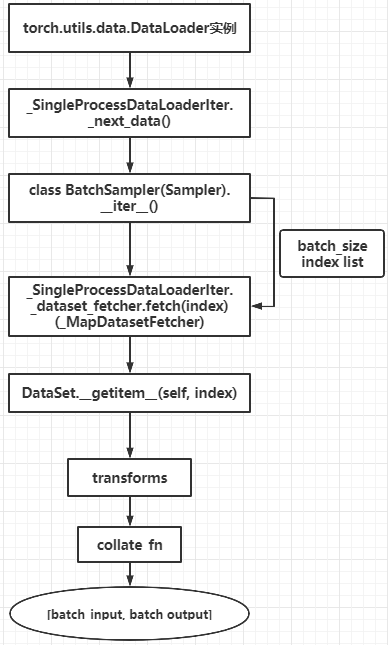 torch.utils.data.DataLoader实例
_SingleProcessDataLoaderIter.
_next_data()
class BatchSampler(Sampler).
__iter__()
batch_size
index list
_SingleProcessDataLoaderIter.
_dataset_fetcher.fetch(index)
(_MapDatasetFetcher)
DataSet.__getitem__(self, index)
transforms
collate_fn
[batch_input, batch_output]